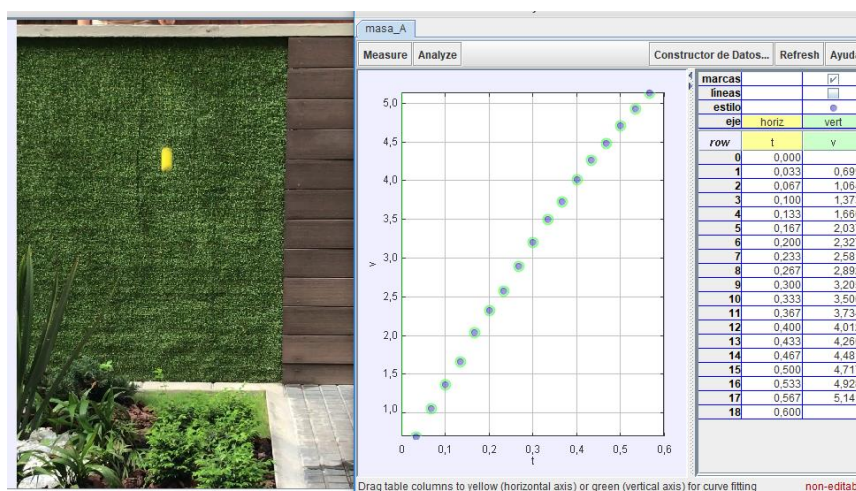 masa_A
Measure Analyze Constructor de Datos... Refresh
marcas
líneas
estilo
eje horiz vert
row t v
0 0,000
1 0,033
2 0,067
3 0,100
4 0,133
5 0,167
6 0,200
7 0,233
8 0,267
9 0,300
10 0,333
11 0,367
12 0,400
13 0,433
14 0,467
15 0,500
16 0,533
17 0,567
18 0,600
5,0
4,5
4,0
3,5
3,0
2,5
2,0
1,5
1,0
v
0 0,1 0,2 0,3 0,4 0,5 0,6
t
Drag table columns to yellow (horizontal axis) or green (vertical axis) for curve fitting